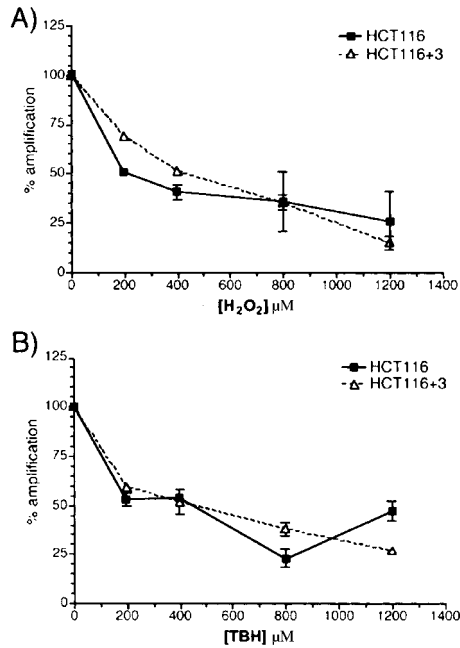 A)
HCT116
HCT116+3
125
100
75
50
25
0
% amplification
0 200 400 600 800 1000 1200 1400
[H₂O₂] μM
B)
HCT116
HCT116+3
125
100
75
50
25
0
% amplification
0 200 400 600 800 1000 1200 1400
[TBH] μM